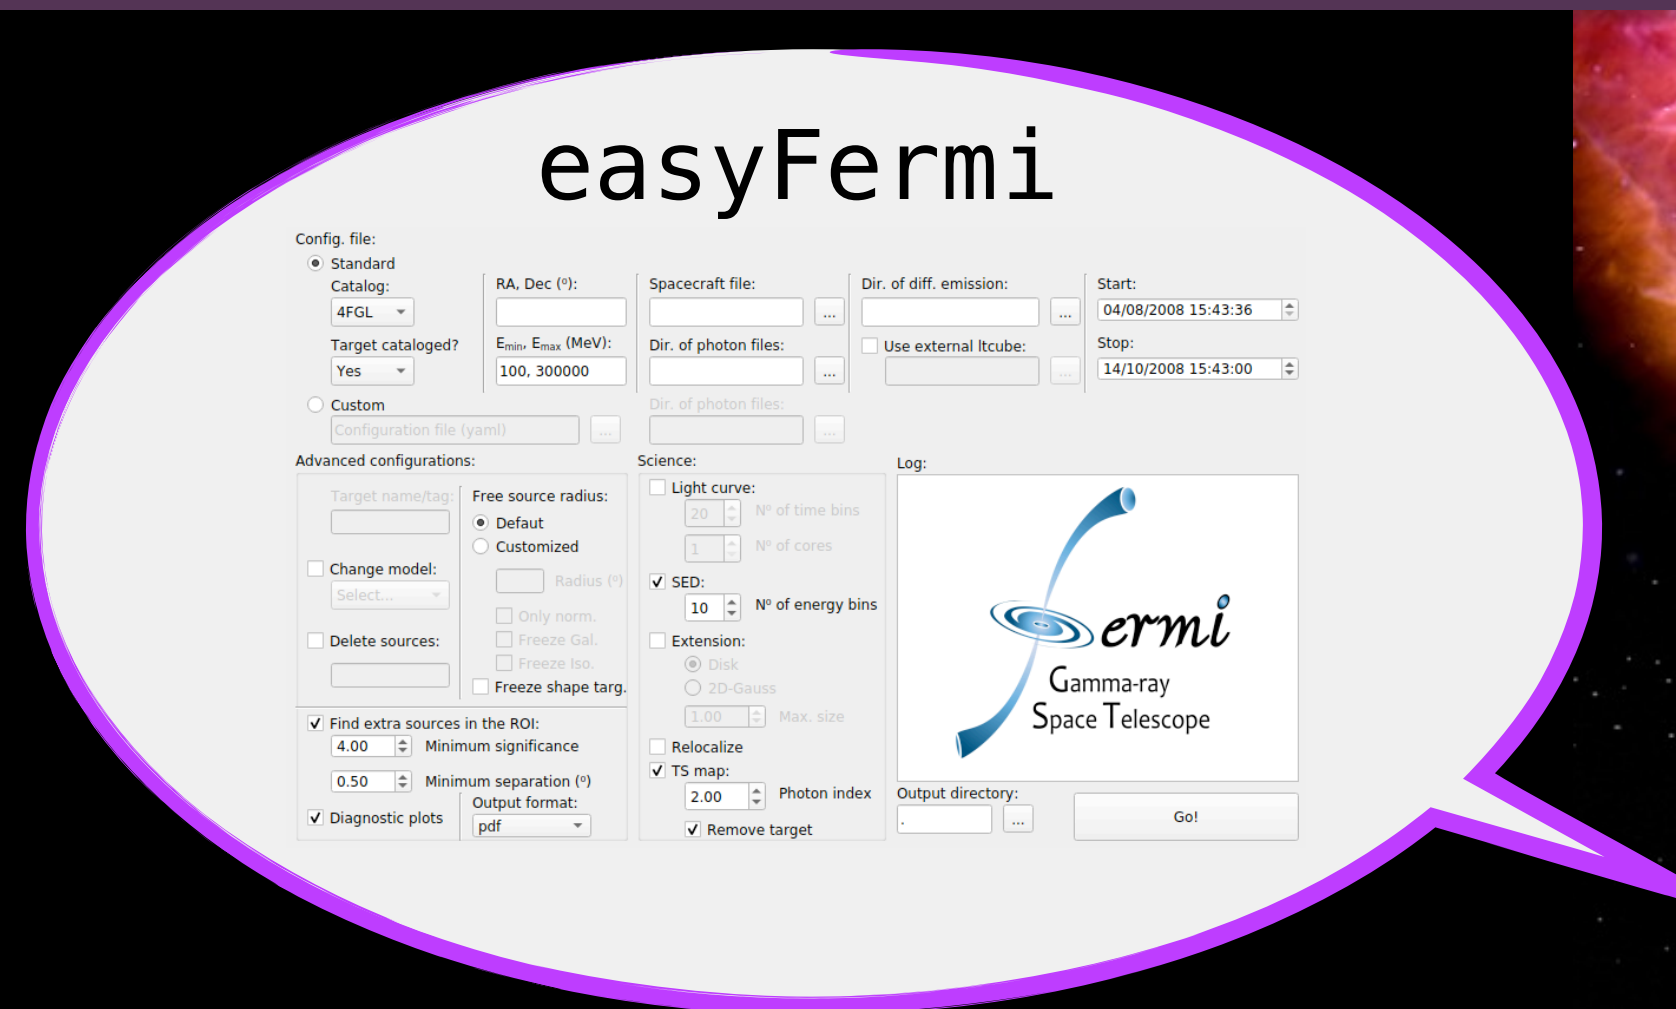 easyFermi
Config. file:
Standard
Catalog:
4FGL
Target cataloged?
Yes
RA, Dec (º):
Emin, Emax (MeV):
100, 300000
Spacecraft file:
...
Dir. of photon files:
...
Dir. of diff. emission:
...
Use external ltcube:
...
Start:
04/08/2008 15:43:36
Stop:
14/10/2008 15:43:00
Custom
Configuration file (yaml)
...
Dir. of photon files:
...
Advanced configurations:
Target name/tag:
Change model:
Select...
Delete sources:
Free source radius:
Defaut
Customized
Radius (º)
Only norm.
Freeze Gal.
Freeze Iso.
Freeze shape targ.
Find extra sources in the ROI:
4.00 Minimum significance
0.50 Minimum separation (º)
Diagnostic plots
Output format:
pdf
Science:
Light curve:
20 Nº of time bins
1 Nº of cores
SED:
10 Nº of energy bins
Extension:
Disk
2D-Gauss
1.00 Max. size
Relocalize
TS map:
2.00 Photon index
Remove target
Log:
Fermi
Gamma-ray
Space Telescope
Output directory:
.
...
Go!